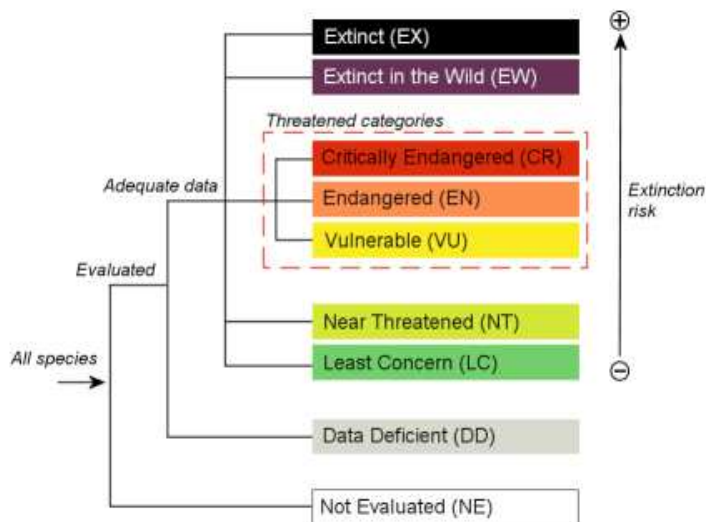 Extinct (EX)
Extinct in the Wild (EW)
Threatened categories
Critically Endangered (CR)
Adequate data
Endangered (EN)
Extinction
risk
Vulnerable (VU)
Evaluated
Near Threatened (NT)
All species
Least Concern (LC)
Data Deficient (DD)
Not Evaluated (NE)